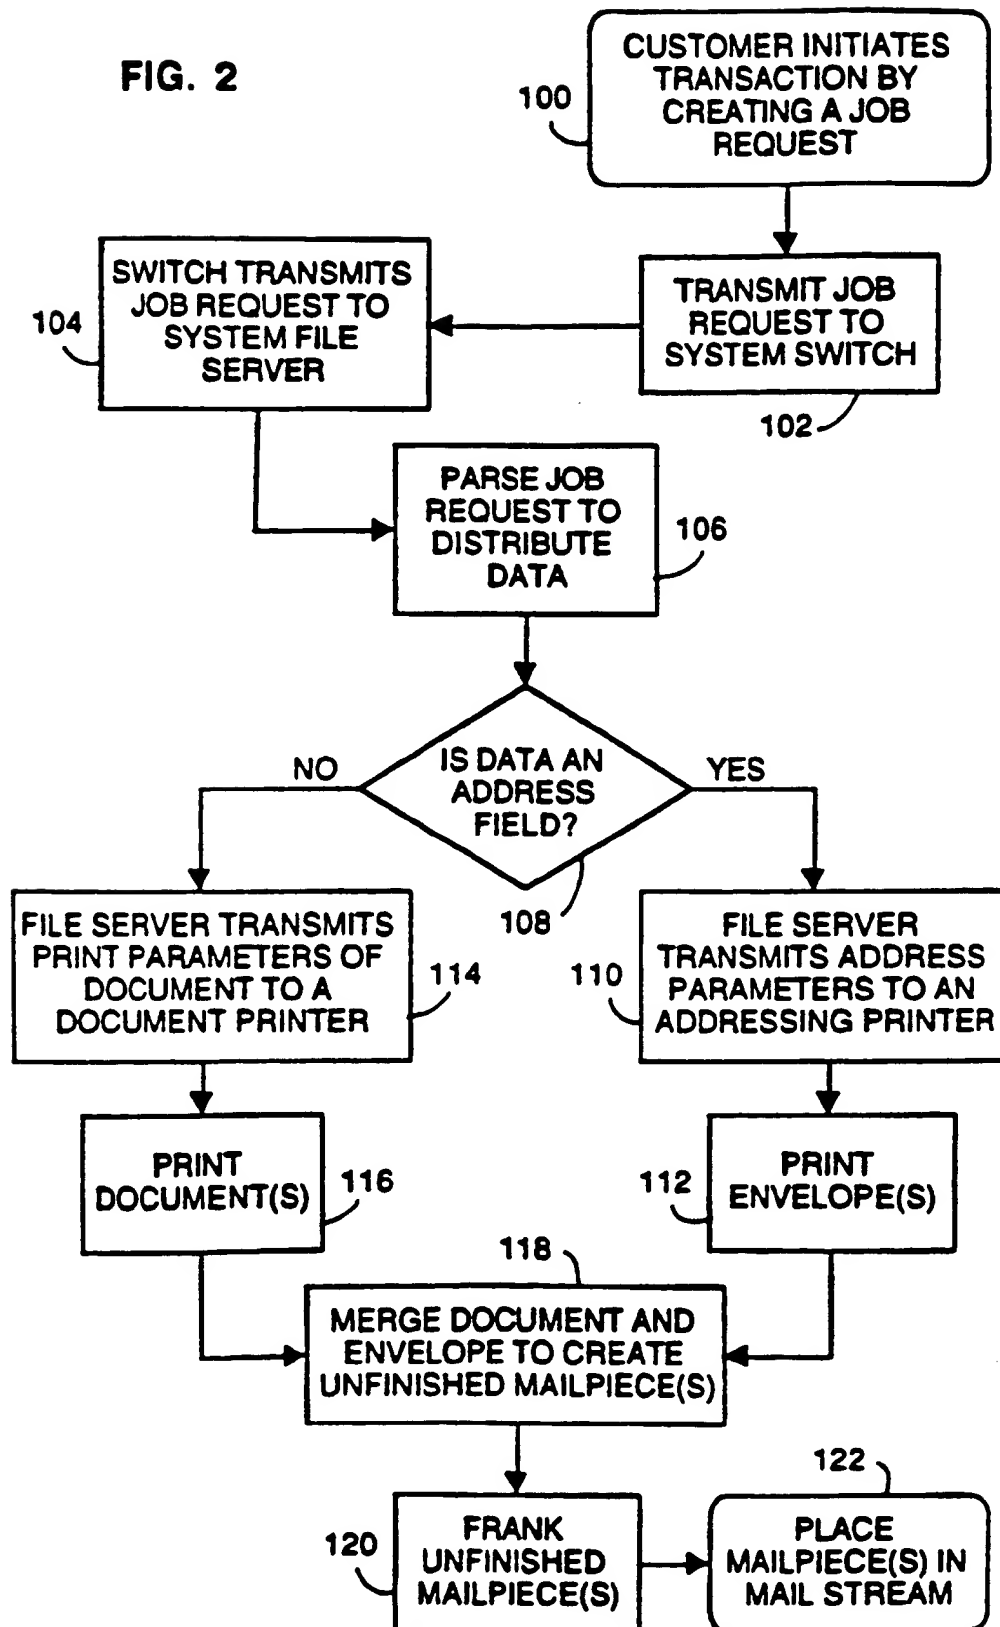 FIG. 2
CUSTOMER INITIATES
TRANSACTION BY
CREATING A JOB
REQUEST
100
SWITCH TRANSMITS
JOB REQUEST TO
SYSTEM FILE
SERVER
104
TRANSMIT JOB
REQUEST TO
SYSTEM SWITCH
102
PARSE JOB
REQUEST TO
DISTRIBUTE
DATA
106
IS DATA AN
ADDRESS
FIELD?
NO
YES
108
FILE SERVER TRANSMITS
PRINT PARAMETERS OF
DOCUMENT TO A
DOCUMENT PRINTER
114
110
FILE SERVER
TRANSMITS ADDRESS
PARAMETERS TO AN
ADDRESSING PRINTER
PRINT
DOCUMENT(S)
116
112
PRINT
ENVELOPE(S)
118
MERGE DOCUMENT AND
ENVELOPE TO CREATE
UNFINISHED MAILPIECE(S)
120
FRANK
UNFINISHED
MAILPIECE(S)
122
PLACE
MAILPIECE(S) IN
MAIL STREAM